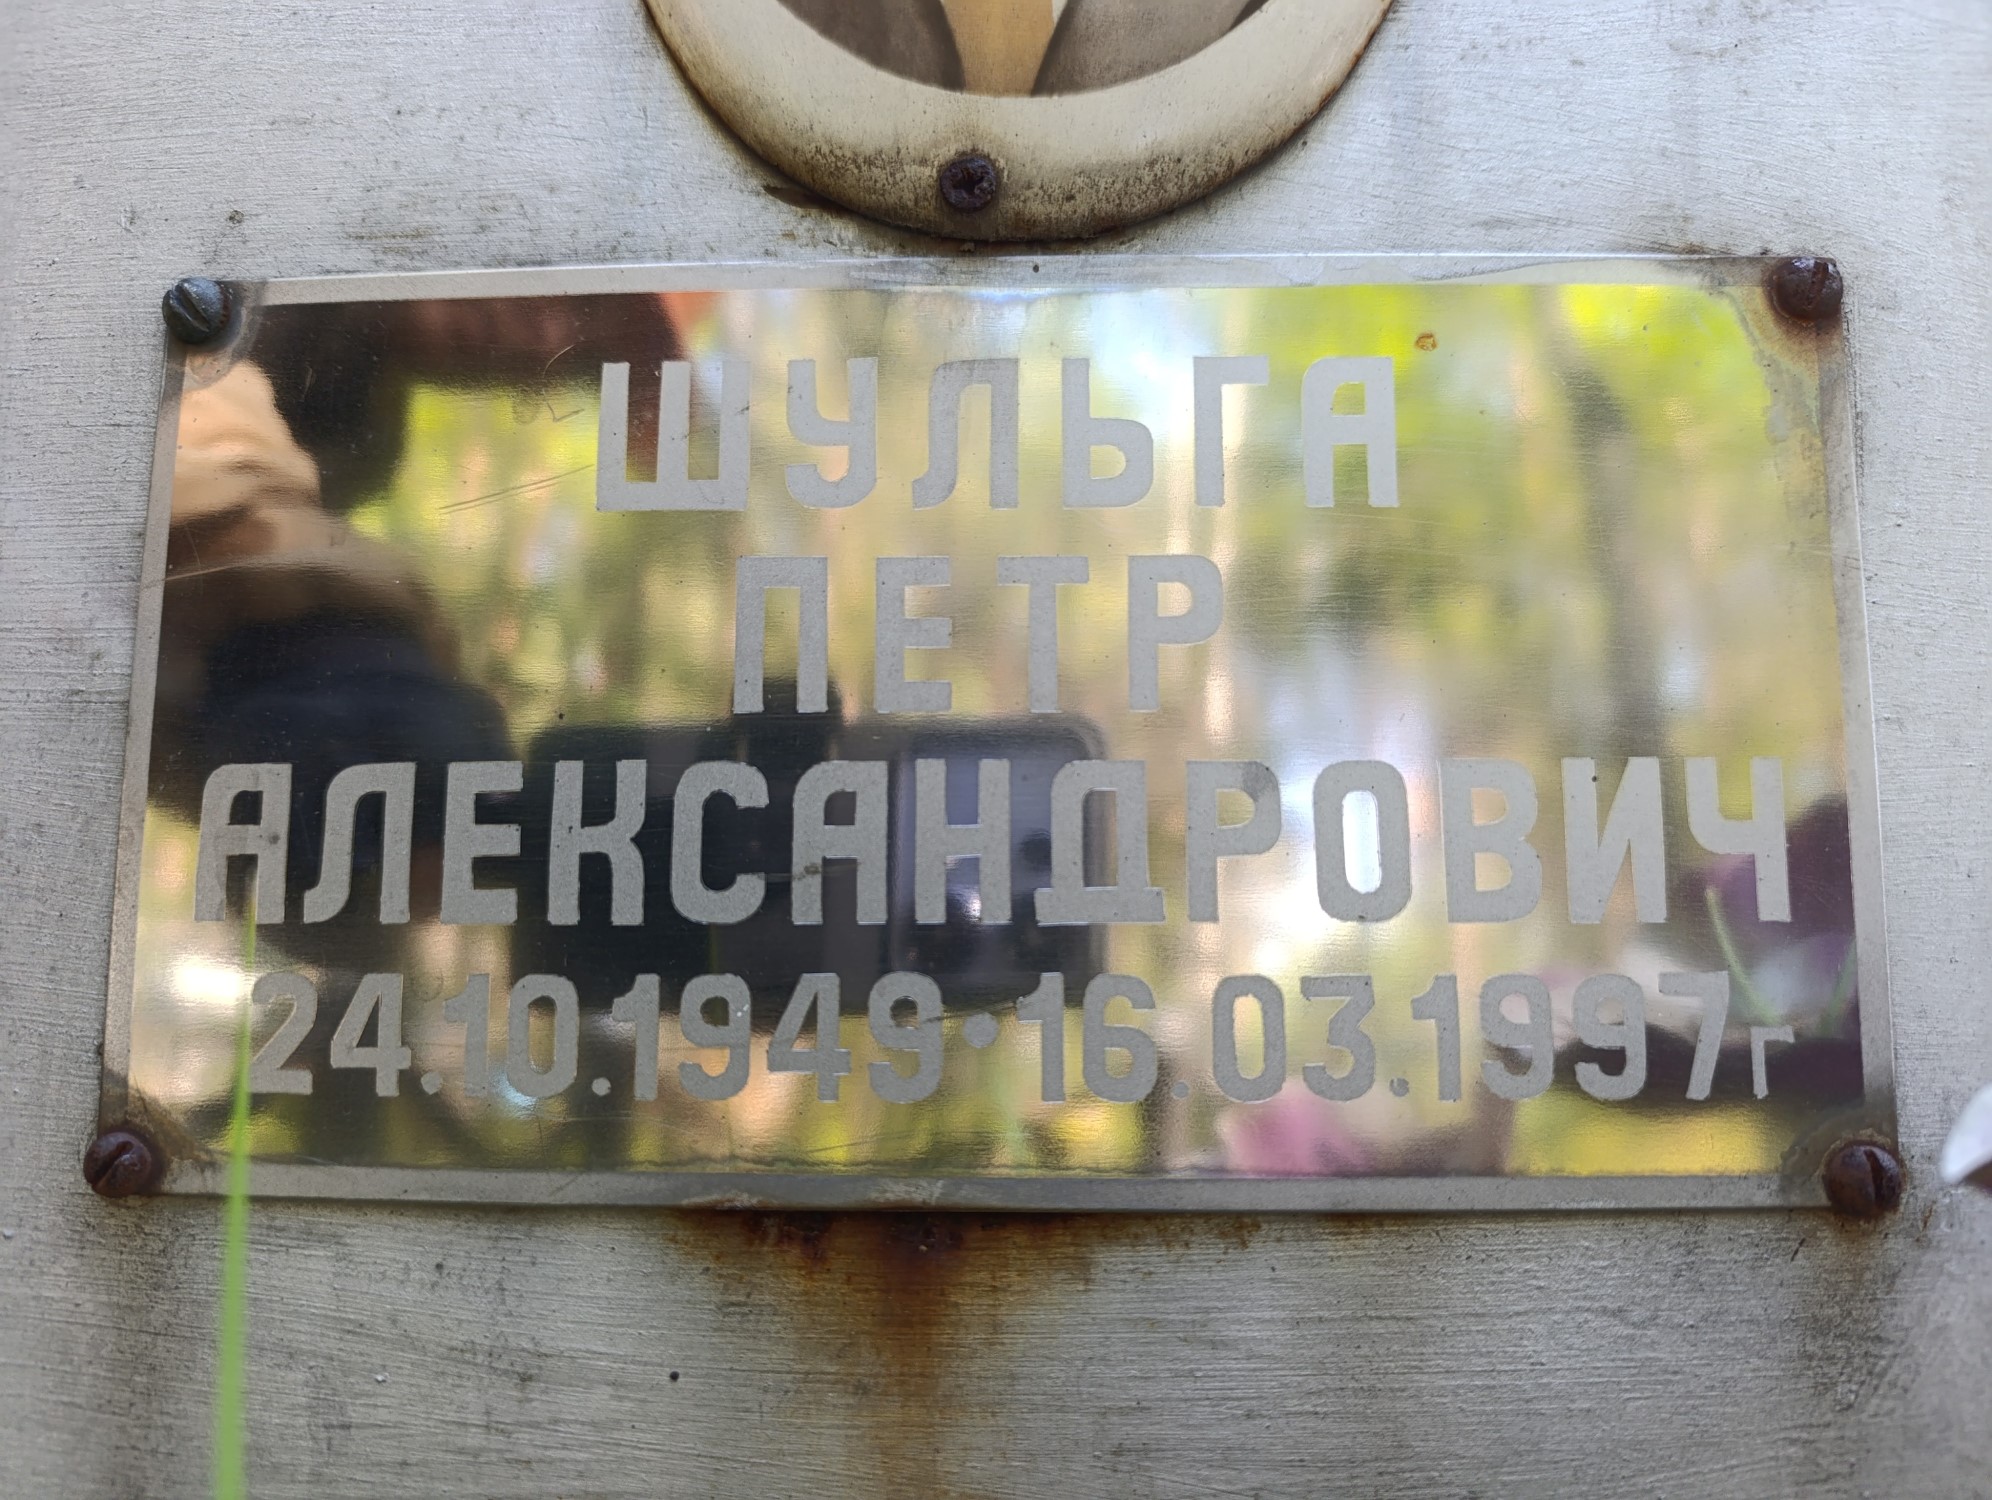 ШУЛЬГА
ПЕТР
АЛЕКСАНДРОВИЧ
24.10.1949•16.03.1997г